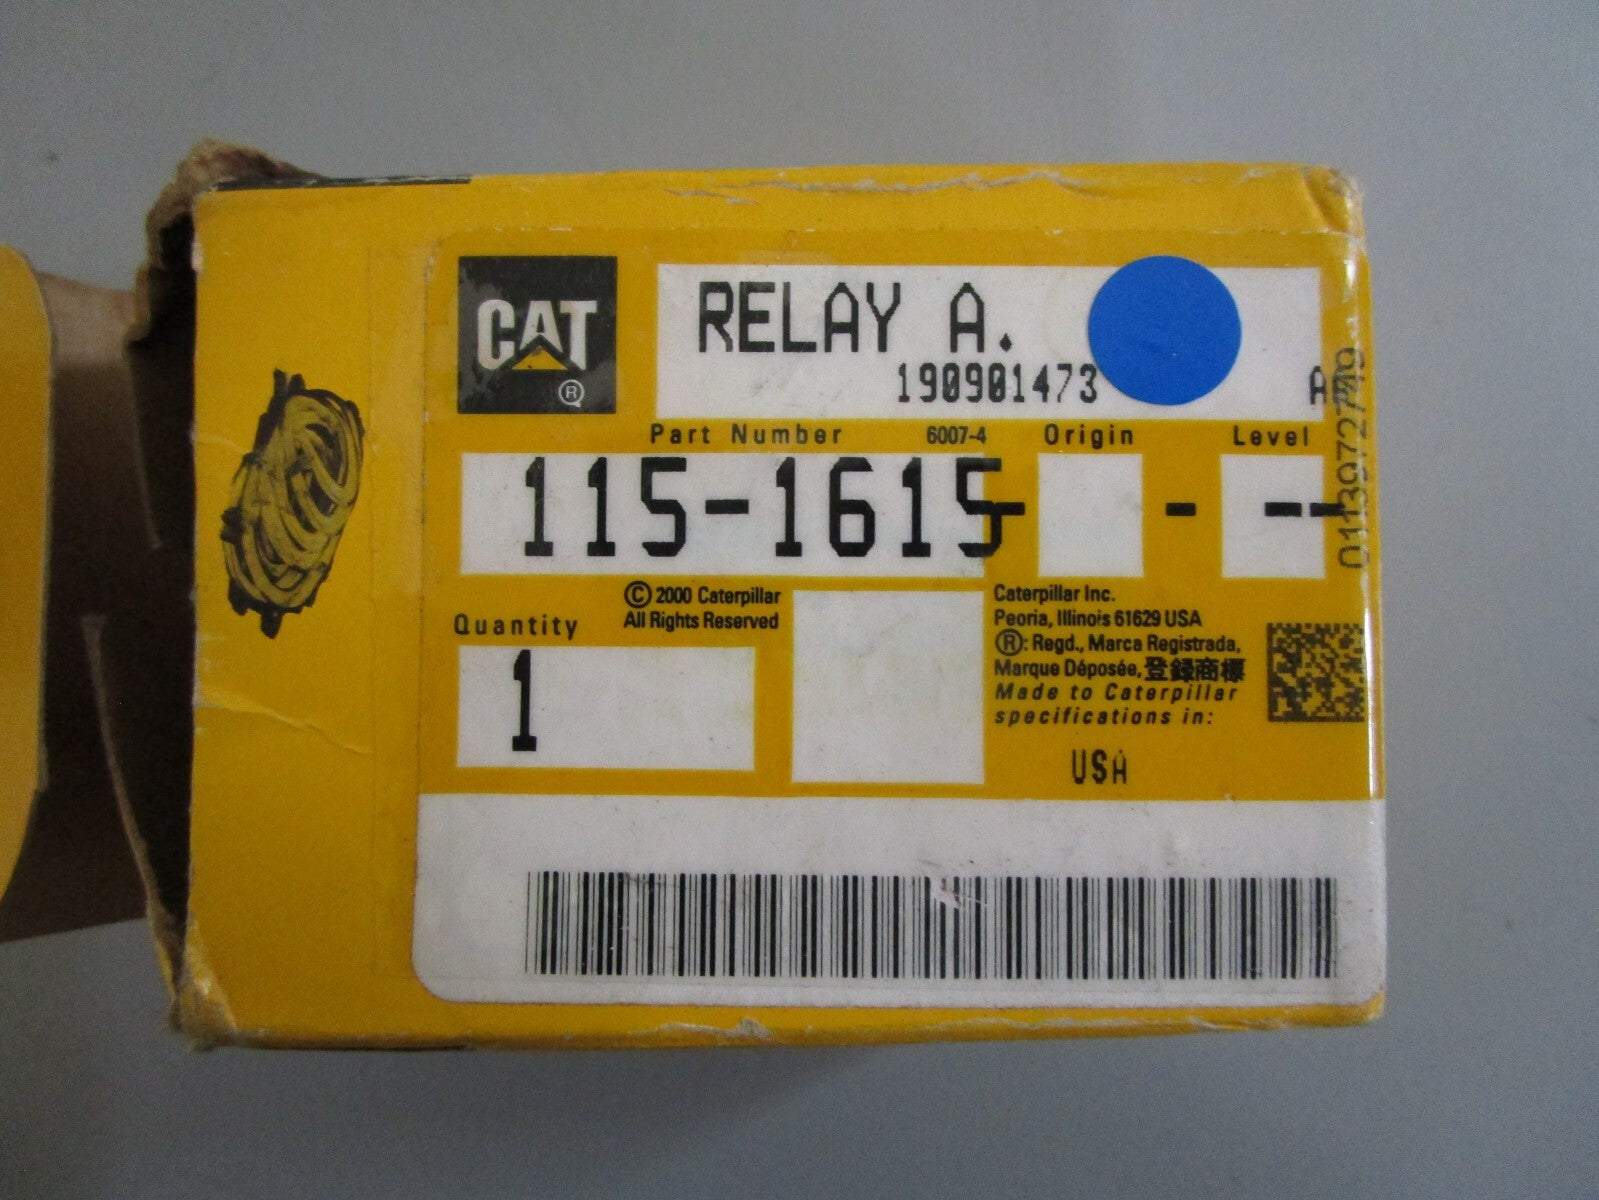 CAT
®
RELAY A.
190901473
Part Number 6007-4 Origin Level
115-1615- - --
© 2000 Caterpillar
All Rights Reserved
Quantity
1
Caterpillar Inc.
Peoria, Illinois 61629 USA
®: Regd., Marca Registrada,
Marque Déposée, 登録商標
Made to Caterpillar
specifications in:
USA